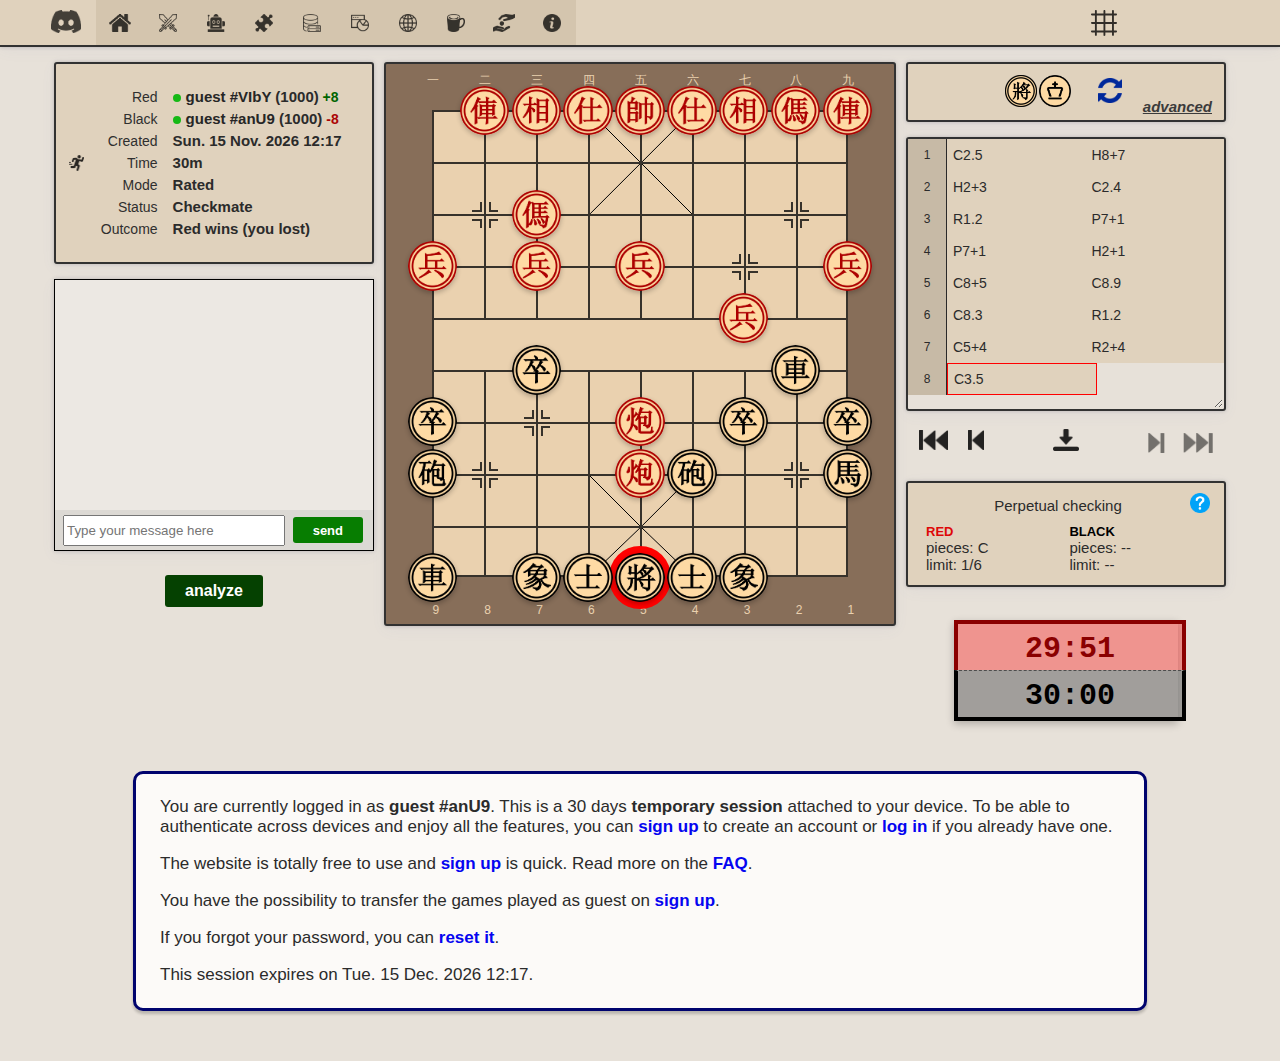 Red guest #VIbY (1000) +8
Black guest #anU9 (1000) -8
Created Sun. 15 Nov. 2026 12:17
Time 30m
Mode Rated
Status Checkmate
Outcome Red wins (you lost)
Type your message here send
analyze
一 二 三 四 五 六 七 八 九
俥 相 仕 帥 仕 相 傌 俥
傌
兵 兵 兵 兵
兵
卒 車
卒 炮 卒 卒
砲 炮 砲 馬
車 象 士 將 士 象
9 8 7 6 5 4 3 2 1
將
advanced
1 C2.5 H8+7
2 H2+3 C2.4
3 R1.2 P7+1
4 P7+1 H2+1
5 C8+5 C8.9
6 C8.3 R1.2
7 C5+4 R2+4
8 C3.5
Perpetual checking ?
RED BLACK
pieces: C pieces: --
limit: 1/6 limit: --
29:51
30:00
You are currently logged in as guest #anU9. This is a 30 days temporary session attached to your device. To be able to
authenticate across devices and enjoy all the features, you can sign up to create an account or log in if you already have one.
The website is totally free to use and sign up is quick. Read more on the FAQ.
You have the possibility to transfer the games played as guest on sign up.
If you forgot your password, you can reset it.
This session expires on Tue. 15 Dec. 2026 12:17.